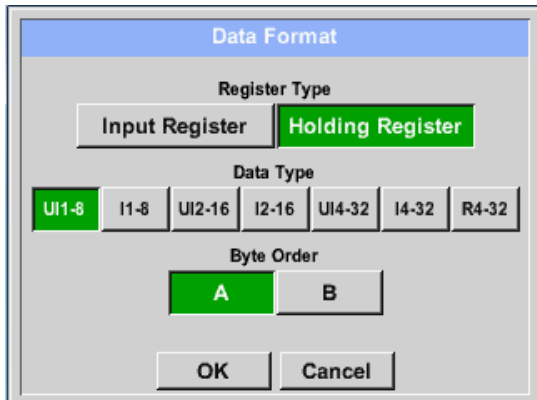 Data Format
Register Type
Input Register Holding Register
Data Type
UI1-8 I1-8 UI2-16 I2-16 UI4-32 I4-32 R4-32
Byte Order
A B
OK Cancel